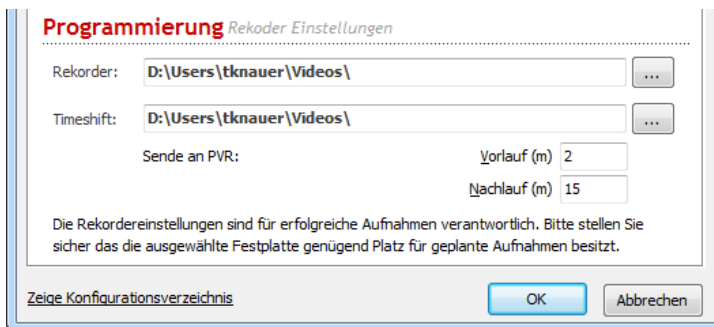 Programmierung Rekoder Einstellungen
Rekorder: D:\Users\tknauer\Videos\ ...
Timeshift: D:\Users\tknauer\Videos\ ...
Sende an PVR: Vorlauf (m) 2
Nachlauf (m) 15
Die Rekordereinstellungen sind für erfolgreiche Aufnahmen verantwortlich. Bitte stellen Sie
sicher das die ausgewählte Festplatte genügend Platz für geplante Aufnahmen besitzt.
Zeige Konfigurationsverzeichnis OK Abbrechen